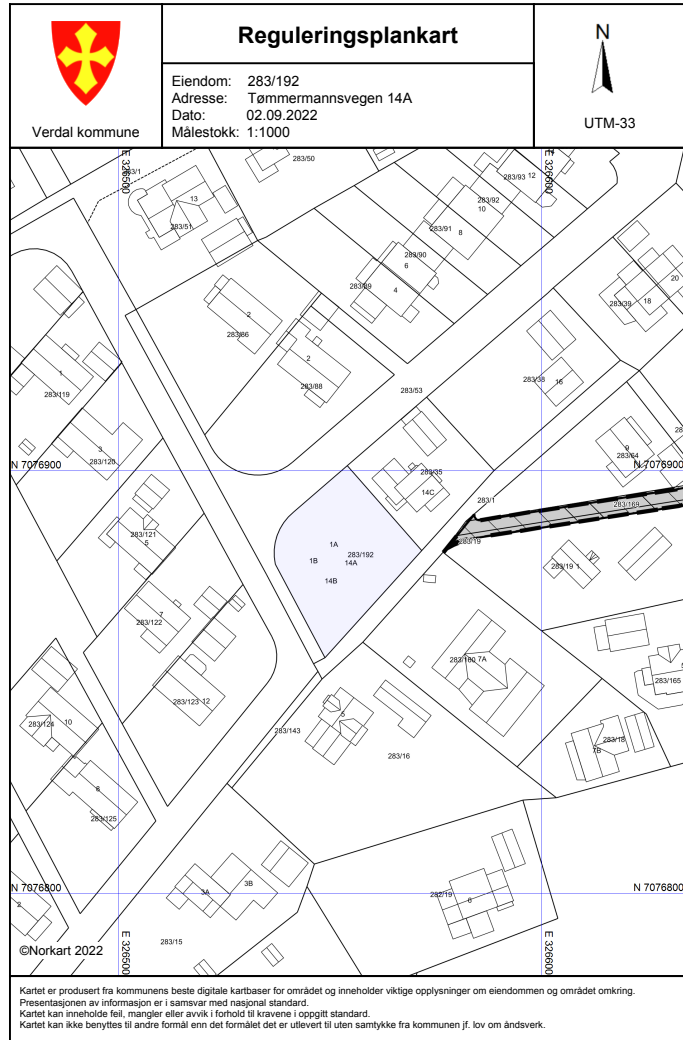 Reguleringsplankart
Verdal kommune
Eiendom: 283/192
Adresse: Tømmermannsvegen 14A
Dato: 02.09.2022
Målestokk: 1:1000
N
UTM-33
E 326500
E 326600
283/1
283/50
283/93
12
283/92
10
13
283/51
283/91
8
283/90
6
283/89
4
20
283/39
18
2
283/86
2
283/88
1
283/119
283/38
16
283/53
3
283/120
9
283/64
N 7076900
N 7076900
283/35
14C
283/1
283/169
283/121
5
283/19
1A
283/192
1B
14A
14B
283/19 1
7
283/122
283/180
7A
283/165
283/123
12
283/124
10
283/143
5
283/16
283/18
7B
8
283/125
3A
3B
N 7076800
N 7076800
2
282/19
6
283/15
©Norkart 2022
E 326500
E 326600
Kartet er produsert fra kommunens beste digitale kartbaser for området og inneholder viktige opplysninger om eiendommen og området omkring.
Presentasjonen av informasjon er i samsvar med nasjonal standard.
Kartet kan inneholde feil, mangler eller avvik i forhold til kravene i oppgitt standard.
Kartet kan ikke benyttes til andre formål enn det formålet det er utlevert til uten samtykke fra kommunen jf. lov om åndsverk.